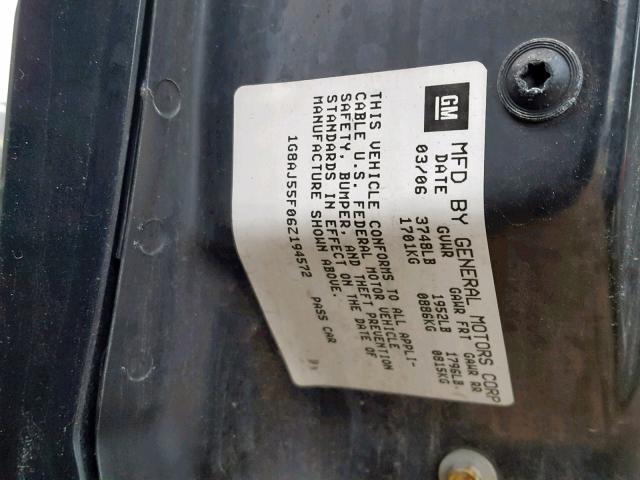 GM MFD BY GENERAL MOTORS CORP
DATE GVWR GAWR FRT GAWR RR
03/06 3748LB 1952LB 1796LB
1701KG 0886KG 0815KG
THIS VEHICLE CONFORMS TO ALL APPLI-
CABLE U.S. FEDERAL MOTOR VEHICLE
SAFETY, BUMPER, AND THEFT PREVENTION
STANDARDS IN EFFECT ON THE DATE OF
MANUFACTURE SHOWN ABOVE.
1G8AJ55F06Z194572 PASS CAR